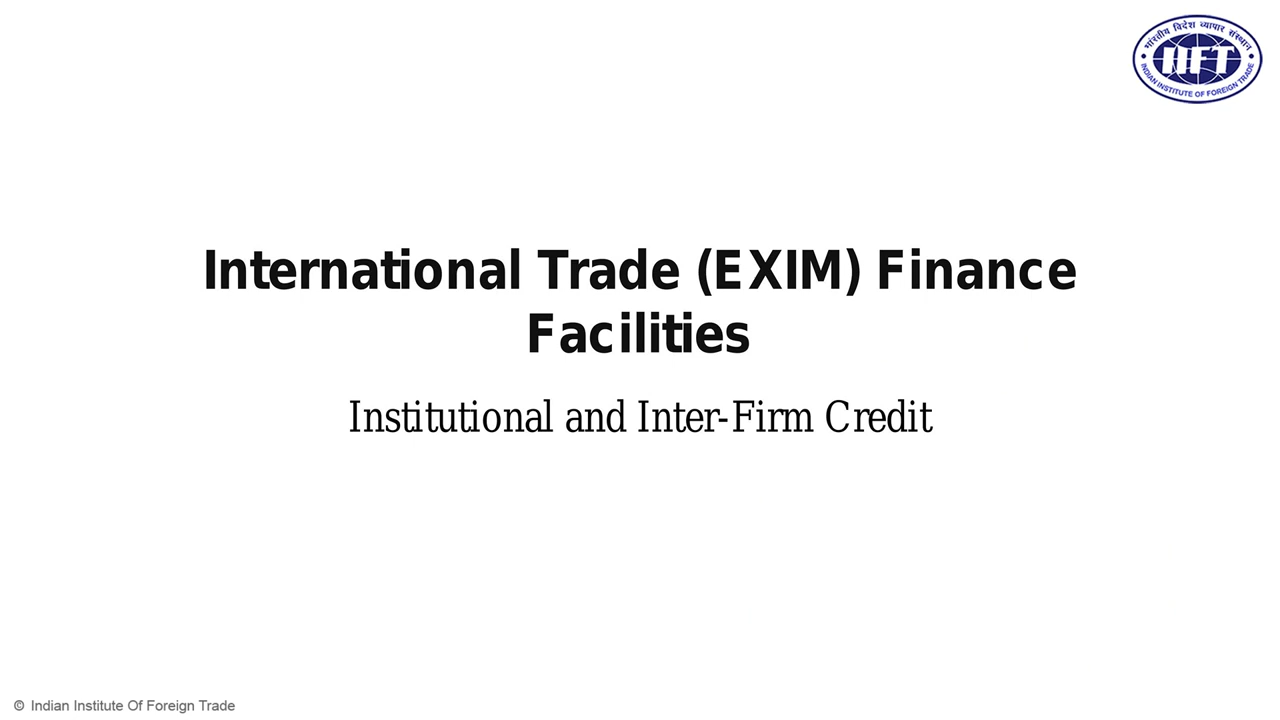 भारतीय विदेश व्यापार संस्थान
IIFT
INDIAN INSTITUTE OF FOREIGN TRADE
International Trade (EXIM) Finance
Facilities
Institutional and Inter-Firm Credit
© Indian Institute Of Foreign Trade